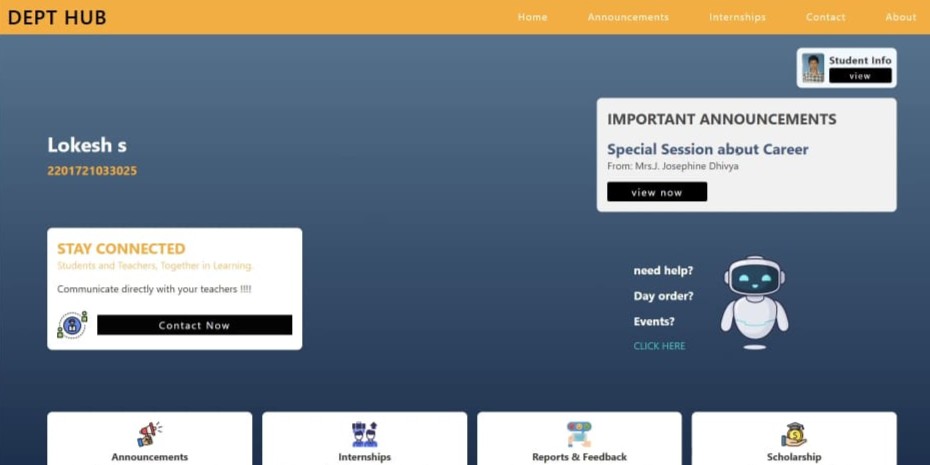 DEPT HUB
Home Announcements Internships Contact About
Student Info
view
IMPORTANT ANNOUNCEMENTS
Special Session about Career
From: Mrs.J. Josephine Dhivya
view now
Lokesh s
2201721033025
STAY CONNECTED
Students and Teachers, Together in Learning.
Communicate directly with your teachers !!!!
Contact Now
need help?
Day order?
Events?
CLICK HERE
Announcements
Internships
Reports & Feedback
Scholarship